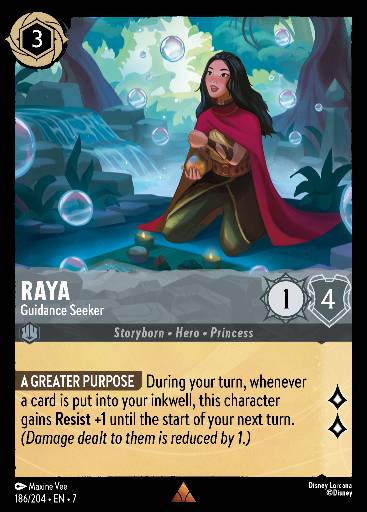 3
RAYA
Guidance Seeker
1
4
Storyborn • Hero • Princess
A GREATER PURPOSE During your turn, whenever
a card is put into your inkwell, this character
gains Resist +1 until the start of your next turn.
(Damage dealt to them is reduced by 1.)
Maxine Vee
186/204 • EN • 7
Disney Lorcana
©Disney